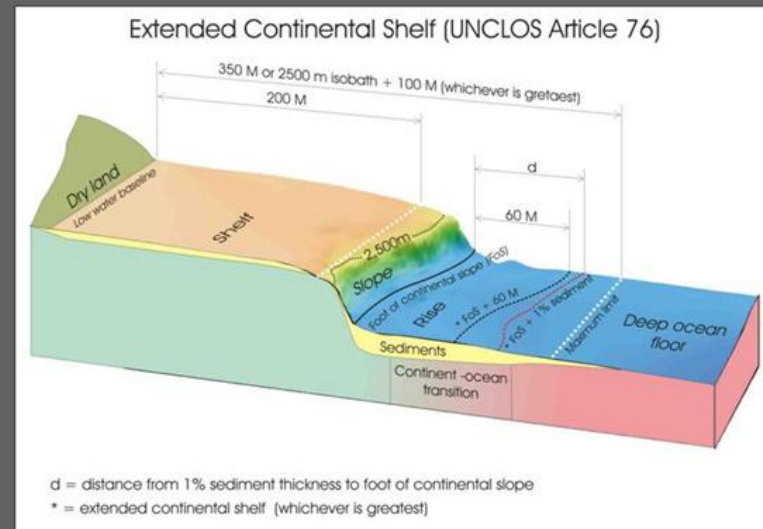 Extended Continental Shelf (UNCLOS Article 76)
350 M or 2500 m isobath + 100 M (whichever is gretaest)
200 M
d
60 M
Dry land
Low water baseline
Shelf
2,500m
Slope
Foot of continental slope (FoS)
Rise
* FoS + 60 M
* FoS + 1% sediment
Maximum limit
Deep ocean
floor
Sediments
Continent -ocean
transition
d = distance from 1% sediment thickness to foot of continental slope
* = extended continental shelf (whichever is greatest)